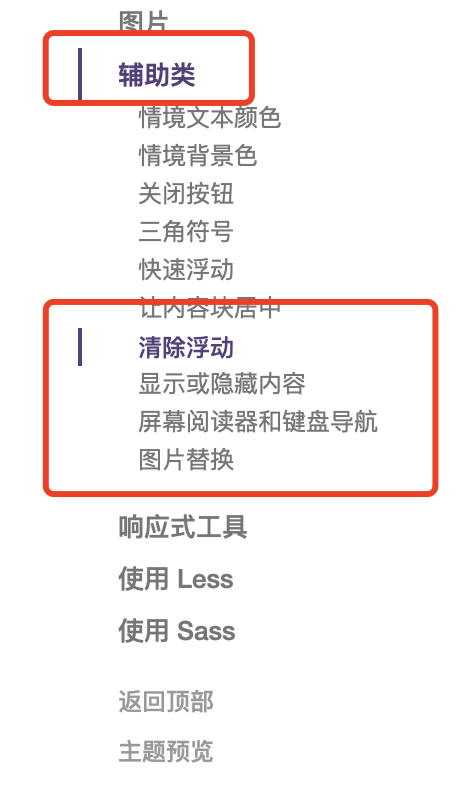 图片
辅助类
情境文本颜色
情境背景色
关闭按钮
三角符号
快速浮动
让内容块居中
清除浮动
显示或隐藏内容
屏幕阅读器和键盘导航
图片替换
响应式工具
使用 Less
使用 Sass
返回顶部
主题预览